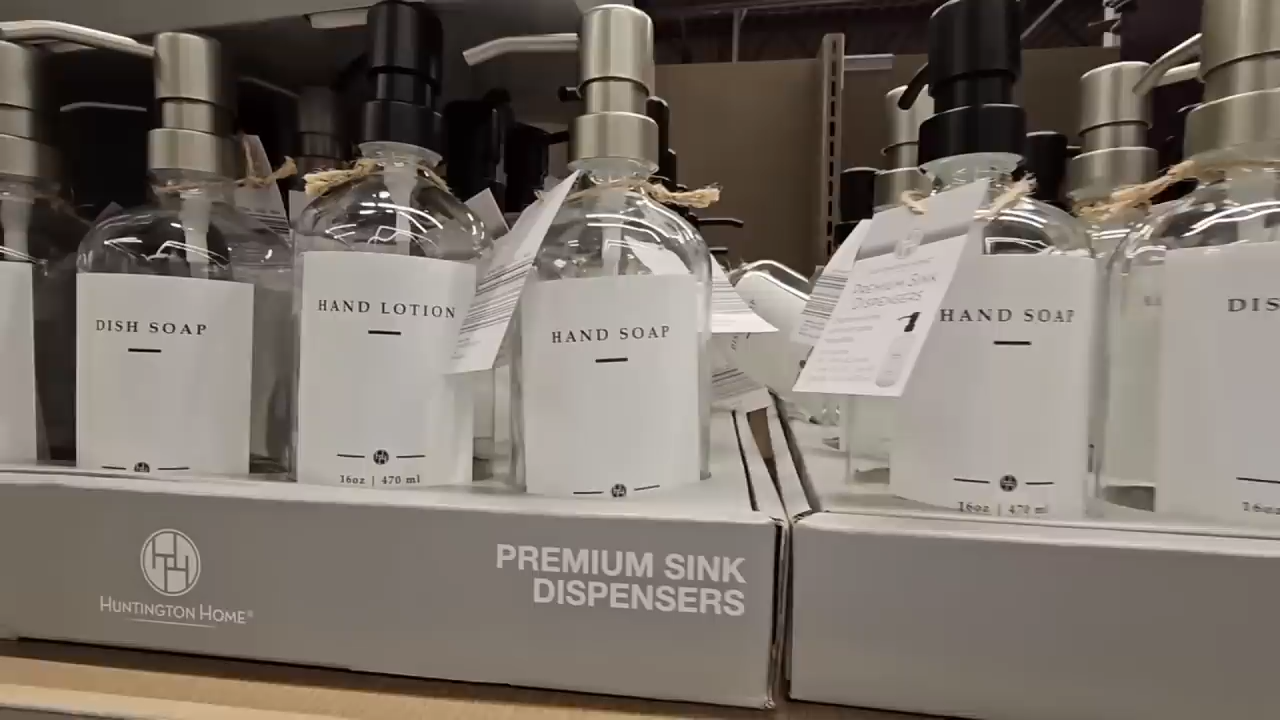 DISH SOAP
HAND LOTION
16oz | 470 ml
HAND SOAP
PREMIUM SINK
DISPENSERS
HAND SOAP
16oz | 470 ml
DIS
16oz
HUNTINGTON HOME®
PREMIUM SINK
DISPENSERS